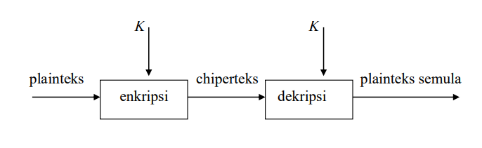 K K
plainteks chiperteks plainteks semula
enkripsi dekripsi